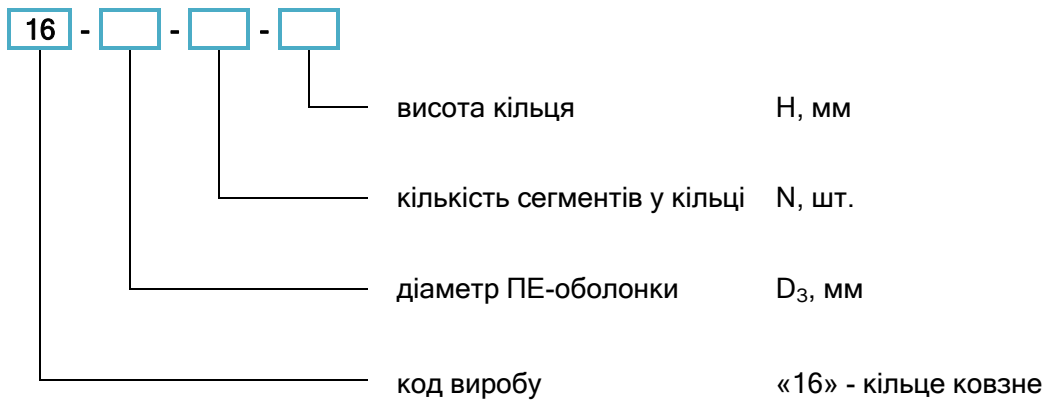 16 - - -
висота кільця H, мм
кількість сегментів у кільці N, шт.
діаметр ПЕ-оболонки D₃, мм
код виробу «16» - кільце ковзне